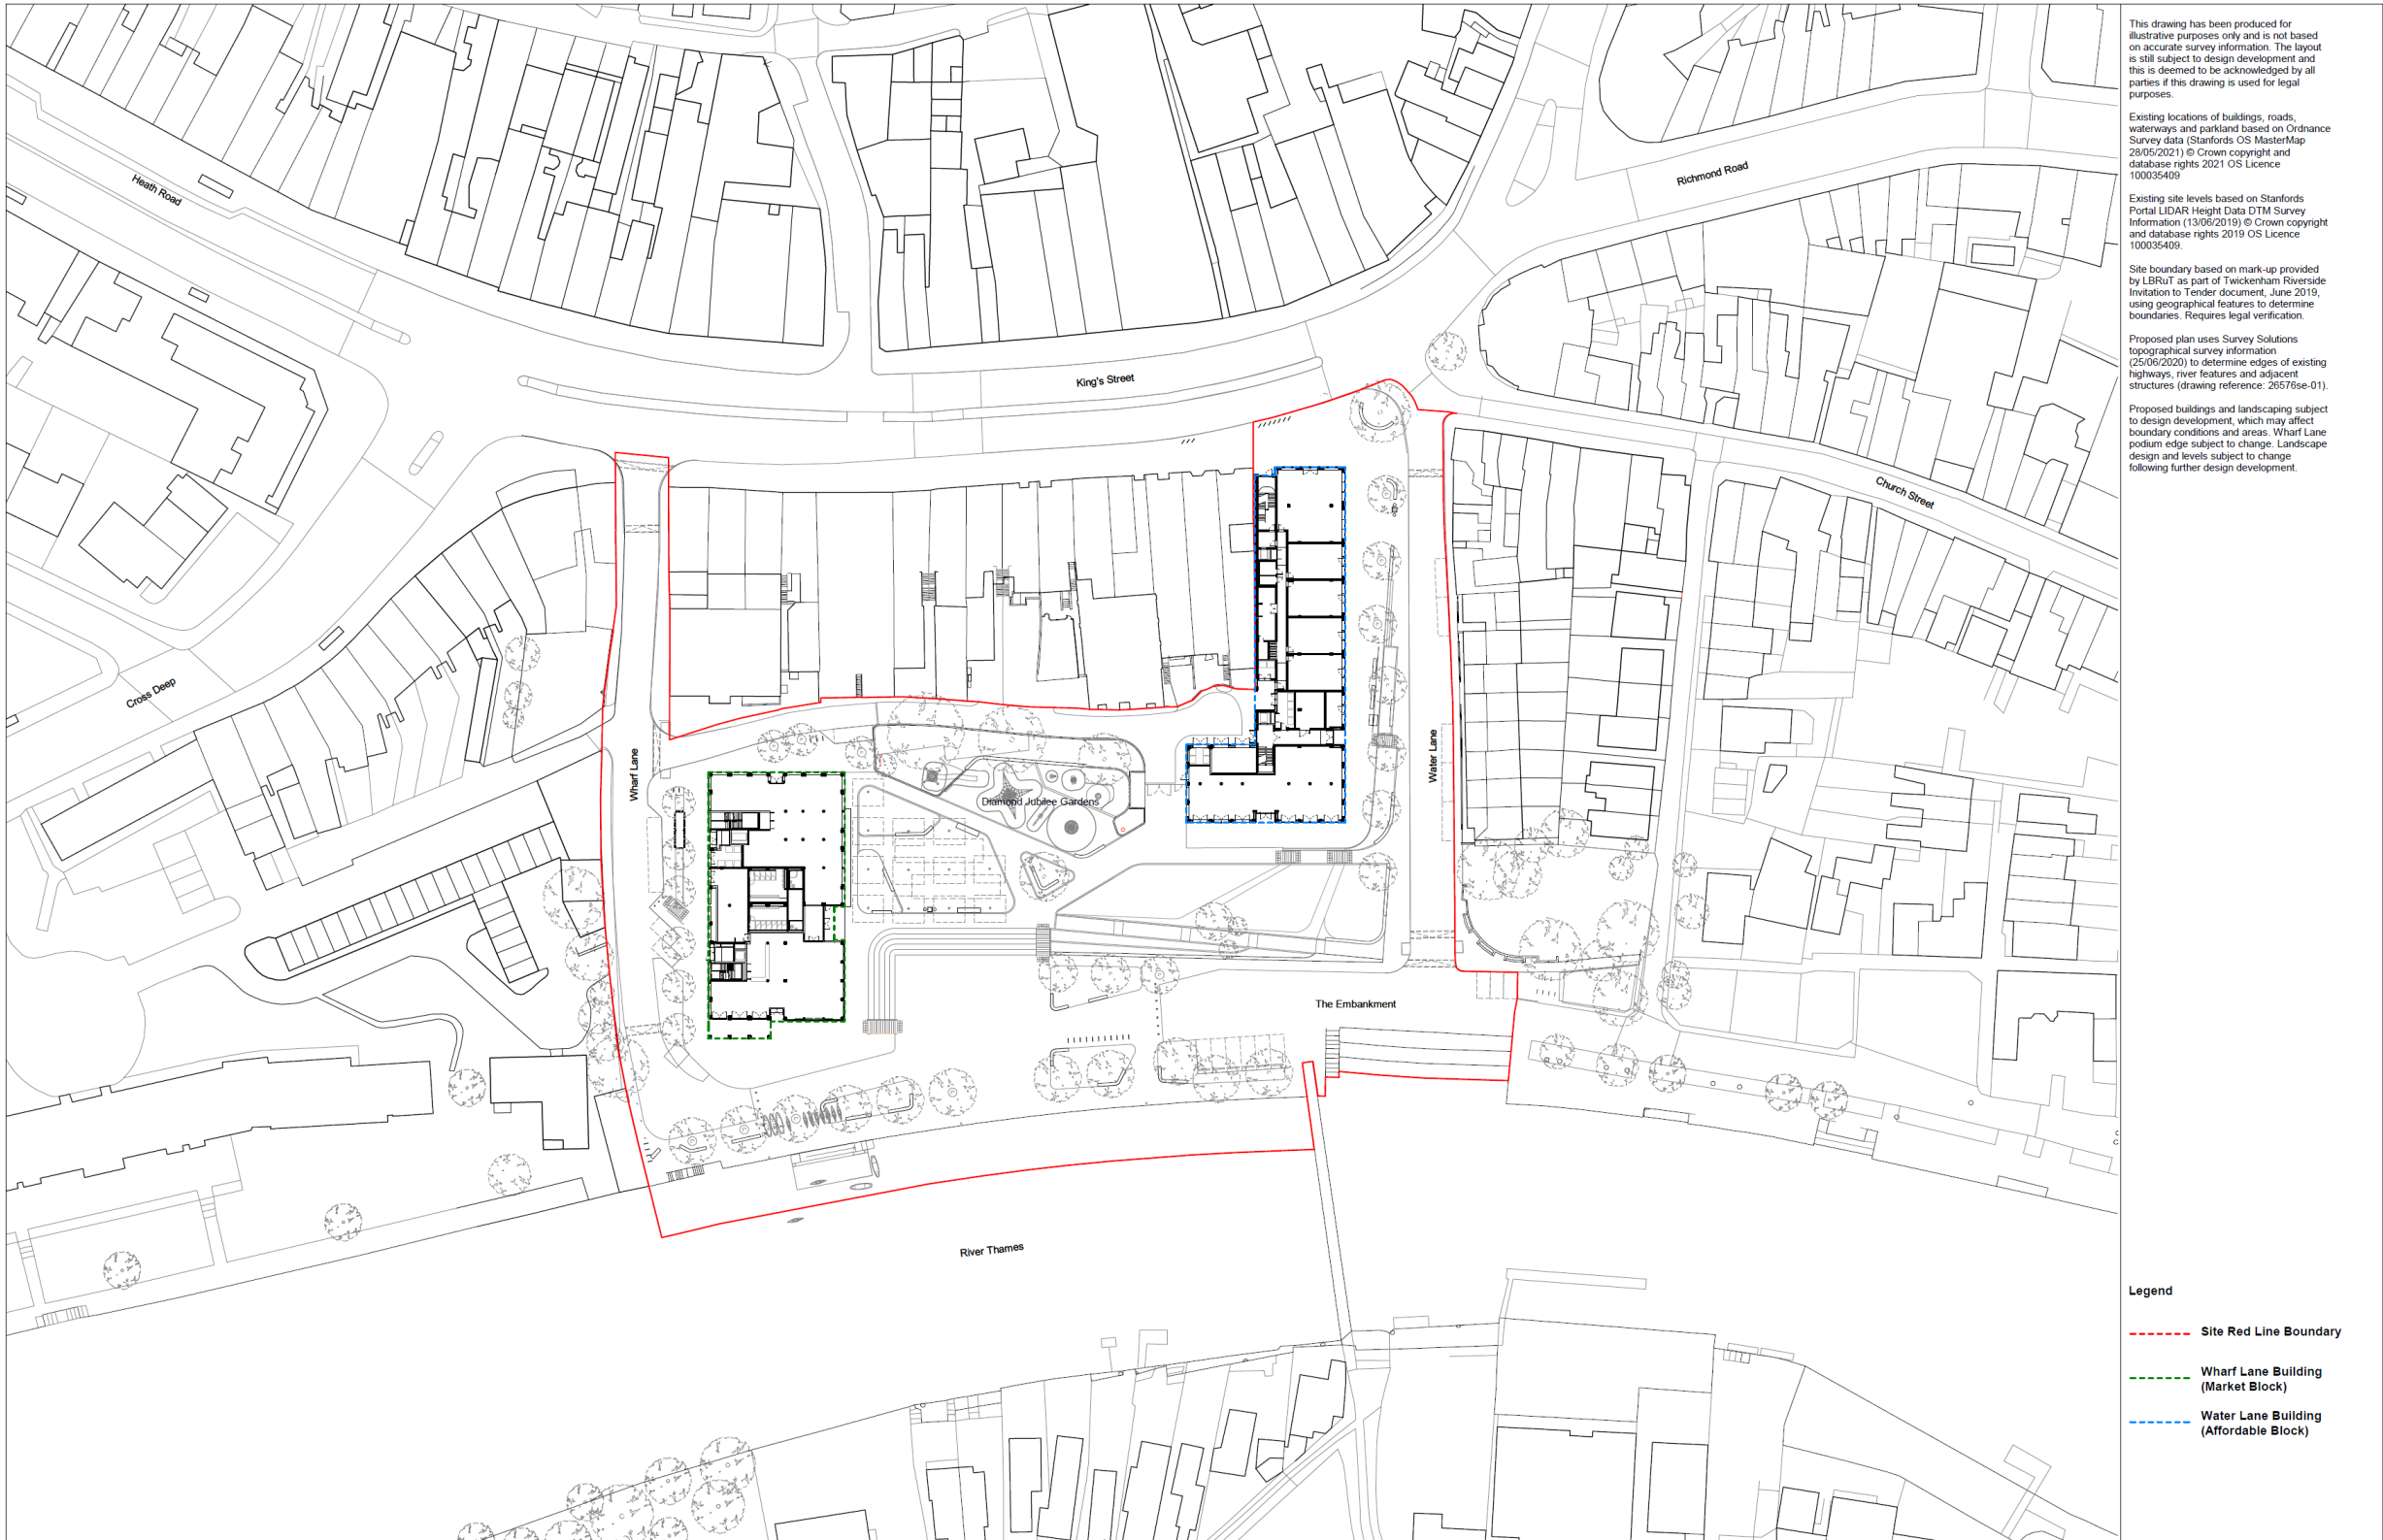 This drawing has been produced for
illustrative purposes only and is not based
on accurate survey information. The layout
is still subject to design development and
this is deemed to be acknowledged by all
parties if this drawing is used for legal
purposes.
Existing locations of buildings, roads,
waterways and parkland based on Ordnance
Survey data (Stanfords OS MasterMap
28/05/2021) © Crown copyright and
database rights 2021 OS Licence
100035409
Existing site levels based on Stanfords
Portal LIDAR Height Data DTM Survey
Information (13/06/2019) © Crown copyright
and database rights 2019 OS Licence
100035409.
Site boundary based on mark-up provided
by LBRuT as part of Twickenham Riverside
Invitation to Tender document, June 2019,
using geographical features to determine
boundaries. Requires legal verification.
Proposed plan uses Survey Solutions
topographical survey information
(25/06/2020) to determine edges of existing
highways, river features and adjacent
structures (drawing reference: 26576se-01).
Proposed buildings and landscaping subject
to design development, which may affect
boundary conditions and areas. Wharf Lane
podium edge subject to change. Landscape
design and levels subject to change
following further design development.
Heath Road
Richmond Road
King's Street
Church Street
Cross Deep
Wharf Lane
Water Lane
Diamond Jubilee Gardens
The Embankment
River Thames
Legend
Site Red Line Boundary
Wharf Lane Building
(Market Block)
Water Lane Building
(Affordable Block)